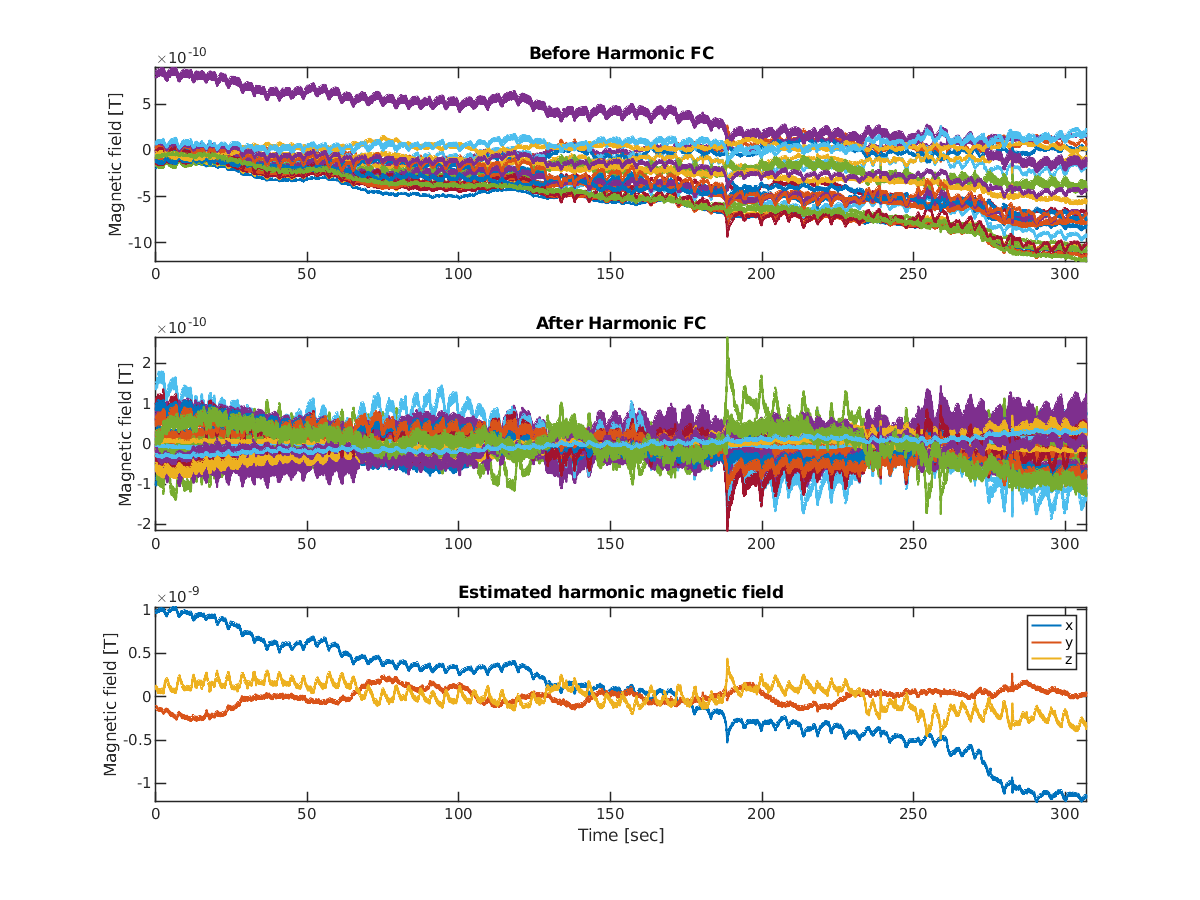 Before Harmonic FC
×10-10
Magnetic field [T]
5
0
-5
-10
0 50 100 150 200 250 300
After Harmonic FC
×10-10
Magnetic field [T]
2
1
0
-1
-2
0 50 100 150 200 250 300
Estimated harmonic magnetic field
×10-9
Magnetic field [T]
1
0.5
0
-0.5
-1
x
y
z
0 50 100 150 200 250 300
Time [sec]